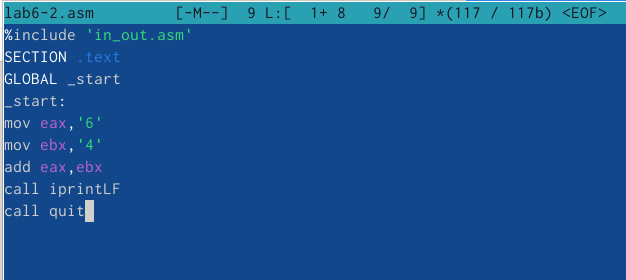 lab6-2.asm [-M--] 9 L:[ 1+ 8 9/ 9] *(117 / 117b) <EOF>
%include 'in_out.asm'
SECTION .text
GLOBAL _start
_start:
mov eax,'6'
mov ebx,'4'
add eax,ebx
call iprintLF
call quit